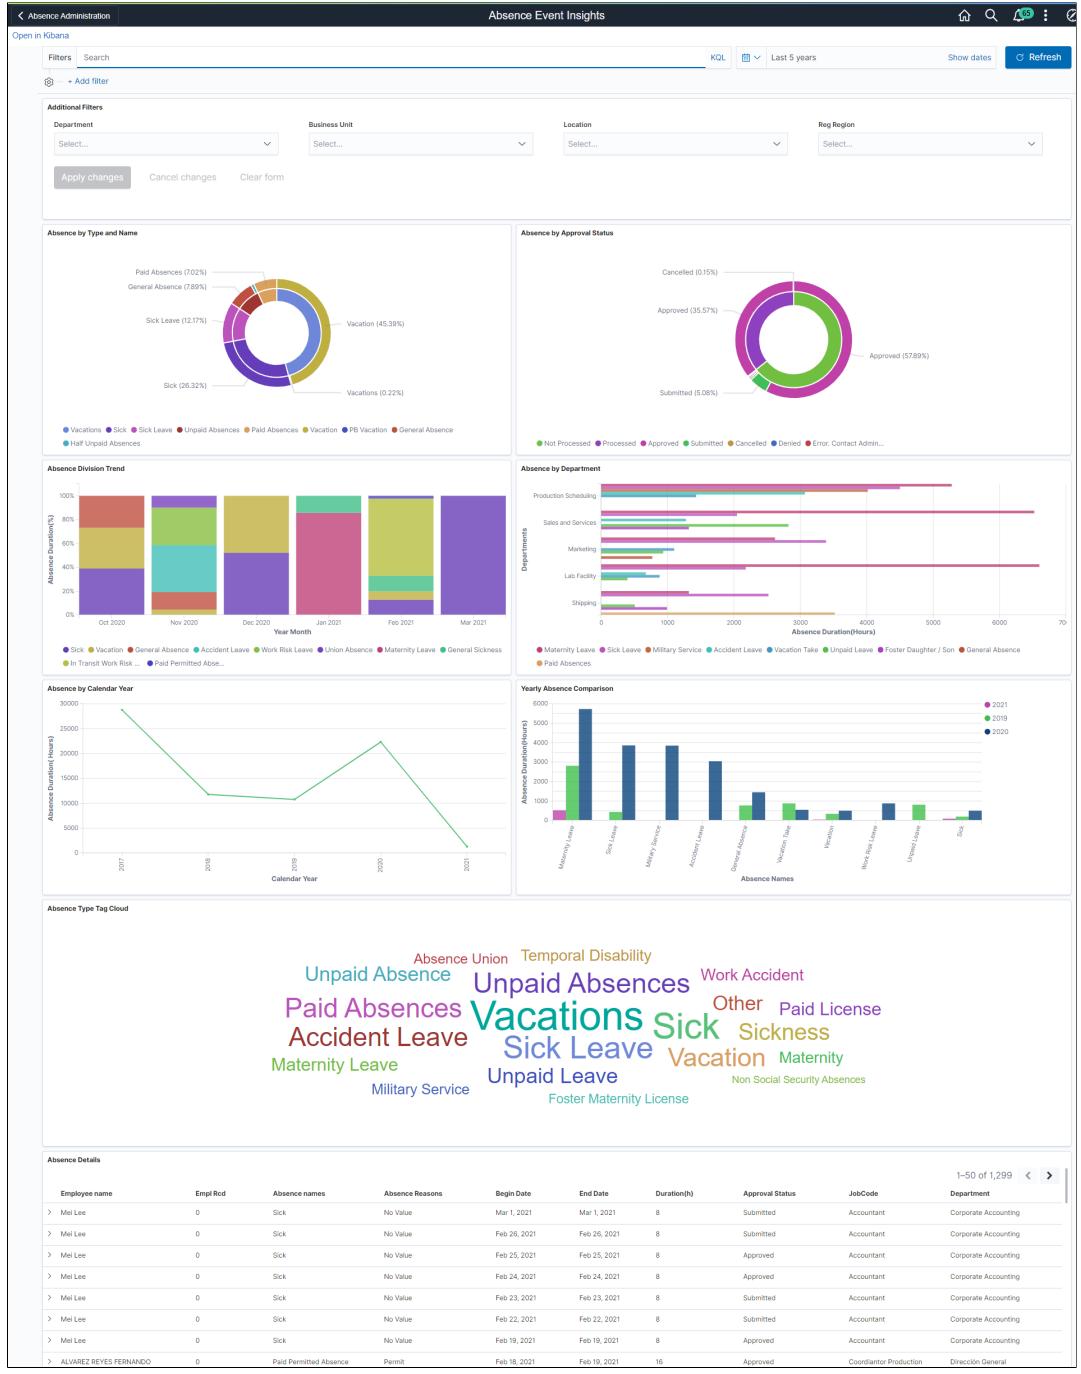 Absence Administration
Absence Event Insights
65
Open in Kibana
Filters Search KQL Last 5 years Show dates Refresh
+ Add filter
Additional Filters
Department Business Unit Location Reg Region
Select... Select... Select... Select...
Apply changes Cancel changes Clear form
Absence by Type and Name
Paid Absences (7.02%)
General Absence (7.89%)
Sick Leave (12.17%)
Vacation (45.39%)
Sick (26.32%)
Vacations (0.22%)
Vacations Sick Sick Leave Unpaid Absences Paid Absences Vacation PB Vacation General Absence
Half Unpaid Absences
Absence by Approval Status
Cancelled (0.15%)
Approved (35.57%)
Approved (57.89%)
Submitted (5.08%)
Not Processed Processed Approved Submitted Cancelled Denied Error. Contact Admin...
Absence Division Trend
100%
80%
60%
40%
20%
0%
Absence Duration(%)
Oct 2020 Nov 2020 Dec 2020 Jan 2021 Feb 2021 Mar 2021
Year Month
Sick Vacation General Absence Accident Leave Work Risk Leave Union Absence Maternity Leave General Sickness
In Transit Work Risk ... Paid Permitted Abse...
Absence by Department
Production Scheduling
Sales and Services
Marketing
Lab Facility
Shipping
Departments
0 1000 2000 3000 4000 5000 6000 70
Absence Duration(Hours)
Maternity Leave Sick Leave Military Service Accident Leave Vacation Take Unpaid Leave Foster Daughter / Son General Absence
Paid Absences
Absence by Calendar Year
30000
25000
20000
15000
10000
5000
0
Absence Duration( Hours)
2017 2018 2019 2020 2021
Calendar Year
Yearly Absence Comparison
6000
5000
4000
3000
2000
1000
0
Absence Duration(Hours)
2021
2019
2020
Maternity Leave Sick Leave Military Service Accident Leave General Absence Vacation Take Vacation Work Risk Leave Unpaid Leave Sick
Absence Names
Absence Type Tag Cloud
Absence Union Temporal Disability
Unpaid Absence Unpaid Absences Work Accident
Paid Absences Vacations Other Paid License
Accident Leave Sick Leave Sick Sickness
Maternity Leave Vacation Maternity
Military Service Unpaid Leave Non Social Security Absences
Foster Maternity License
Absence Details
1–50 of 1,299
Employee name Empl Rcd Absence names Absence Reasons Begin Date End Date Duration(h) Approval Status JobCode Department
Mei Lee 0 Sick No Value Mar 1, 2021 Mar 1, 2021 8 Submitted Accountant Corporate Accounting
Mei Lee 0 Sick No Value Feb 26, 2021 Feb 26, 2021 8 Submitted Accountant Corporate Accounting
Mei Lee 0 Sick No Value Feb 25, 2021 Feb 25, 2021 8 Approved Accountant Corporate Accounting
Mei Lee 0 Sick No Value Feb 24, 2021 Feb 24, 2021 8 Approved Accountant Corporate Accounting
Mei Lee 0 Sick No Value Feb 23, 2021 Feb 23, 2021 8 Submitted Accountant Corporate Accounting
Mei Lee 0 Sick No Value Feb 22, 2021 Feb 22, 2021 8 Submitted Accountant Corporate Accounting
Mei Lee 0 Sick No Value Feb 19, 2021 Feb 19, 2021 8 Approved Accountant Corporate Accounting
ALVAREZ REYES FERNANDO 0 Paid Permitted Absence Permit Feb 18, 2021 Feb 19, 2021 16 Approved Coordiantor Production Dirección General